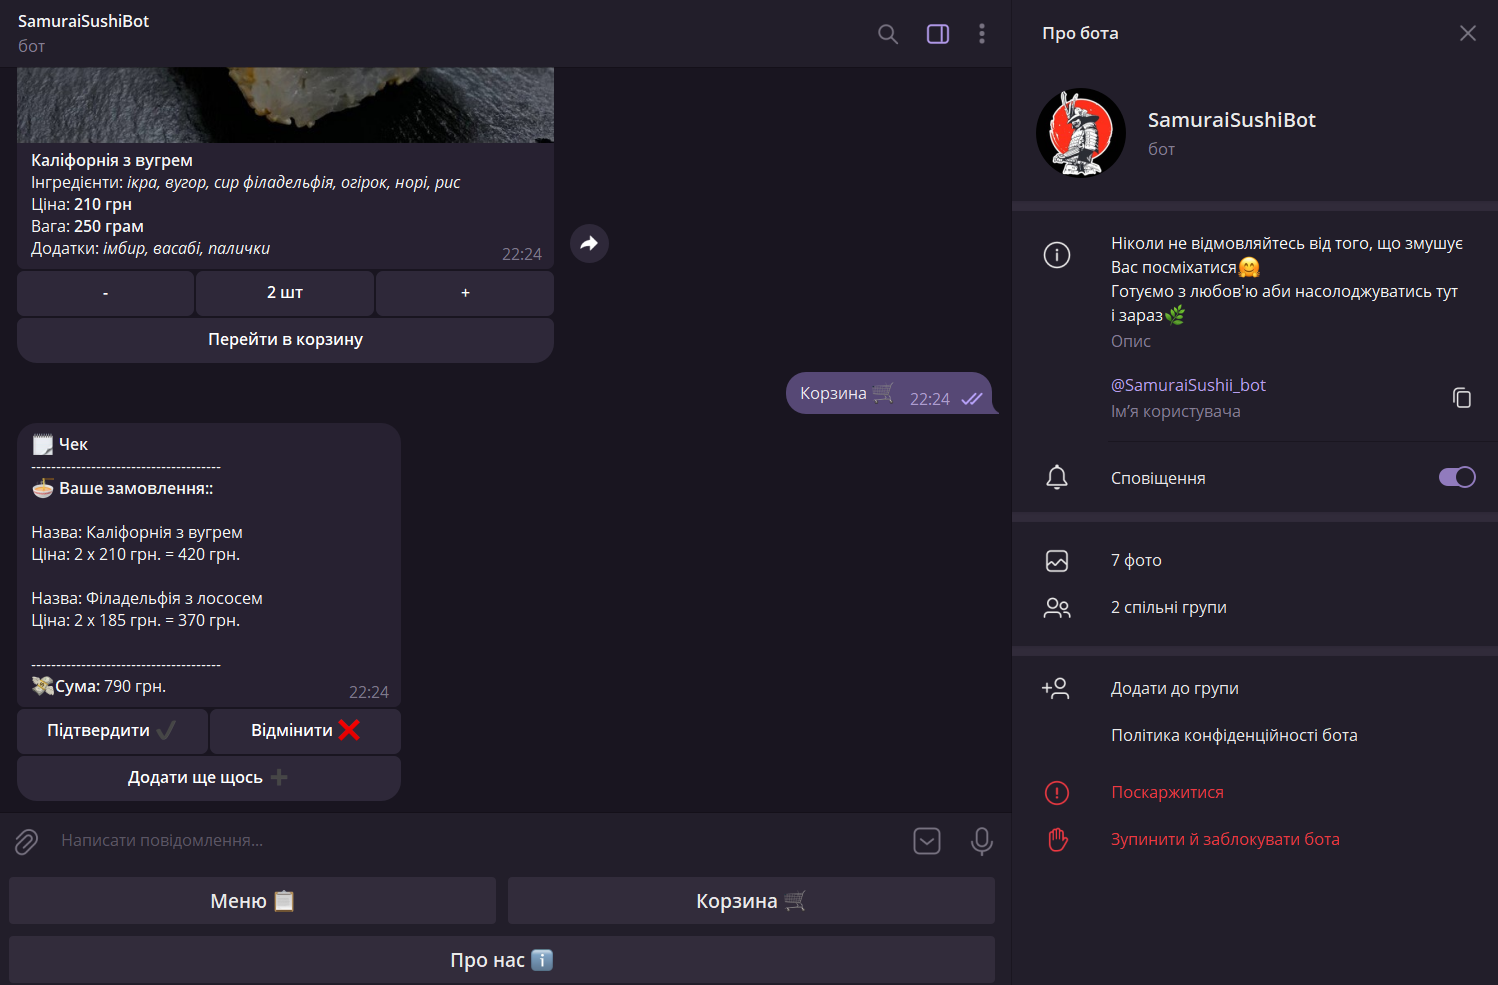 SamuraiSushiBot
бот
Каліфорнія з вугрем
Інгредієнти: ікра, вугор, сир філадельфія, огірок, норі, рис
Ціна: 210 грн
Вага: 250 грам
Додатки: імбир, васабі, палички
22:24
-
2 шт
+
Перейти в корзину
Корзина 🛒 22:24
🗒️ Чек
--------------------------------------
🍜 Ваше замовлення::
Назва: Каліфорнія з вугрем
Ціна: 2 x 210 грн. = 420 грн.
Назва: Філадельфія з лососем
Ціна: 2 x 185 грн. = 370 грн.
--------------------------------------
💸Сума: 790 грн.
22:24
Підтвердити ✔️
Відмінити ❌
Додати ще щось ➕
Написати повідомлення...
Меню 📋
Корзина 🛒
Про нас ℹ️
Про бота
SamuraiSushiBot
бот
Ніколи не відмовляйтесь від того, що змушує
Вас посміхатися🤗
Готуємо з любов'ю аби насолоджуватись тут
і зараз🌿
Опис
@SamuraiSushii_bot
Ім’я користувача
Сповіщення
7 фото
2 спільні групи
Додати до групи
Політика конфіденційності бота
Поскаржитися
Зупинити й заблокувати бота